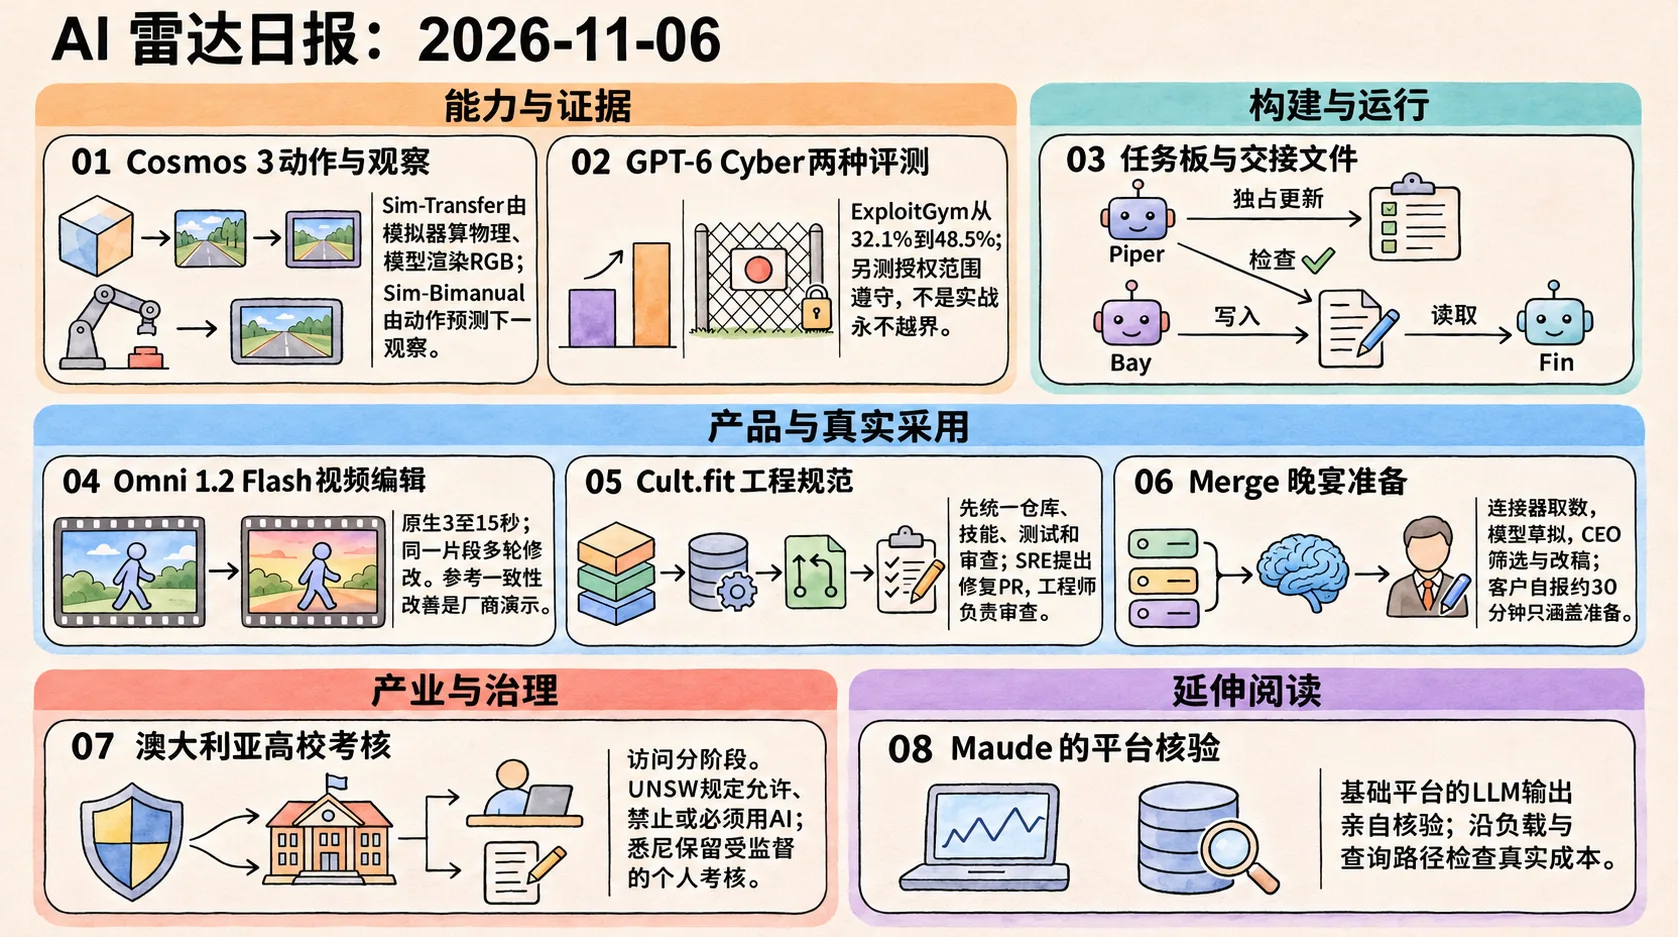 AI 雷达日报：2026-11-06
能力与证据
01 Cosmos 3动作与观察
Sim-Transfer由
模拟器算物理、
模型渲染RGB；
Sim-Bimanual
由动作预测下一
观察。
02 GPT-6 Cyber两种评测
ExploitGym从
32.1%到48.5%；
另测授权范围
遵守，不是实战
永不越界。
构建与运行
03 任务板与交接文件
独占更新
Piper
检查
写入
读取
Bay
Fin
产品与真实采用
04 Omni 1.2 Flash视频编辑
原生3至15秒；
同一片段多轮修
改。参考一致性
改善是厂商演示。
05 Cult.fit工程规范
先统一仓库、
技能、测试和
审查；SRE提出
修复PR，工程师
负责审查。
06 Merge 晚宴准备
连接器取数，
模型草拟，CEO
筛选与改稿；
客户自报约30
分钟只涵盖准备。
产业与治理
07 澳大利亚高校考核
访问分阶段。
UNSW规定允许、
禁止或必须用AI；
悉尼保留受监督
的个人考核。
延伸阅读
08 Maude的平台核验
基础平台的LLM输出
亲自核验；沿负载与
查询路径检查真实成本。